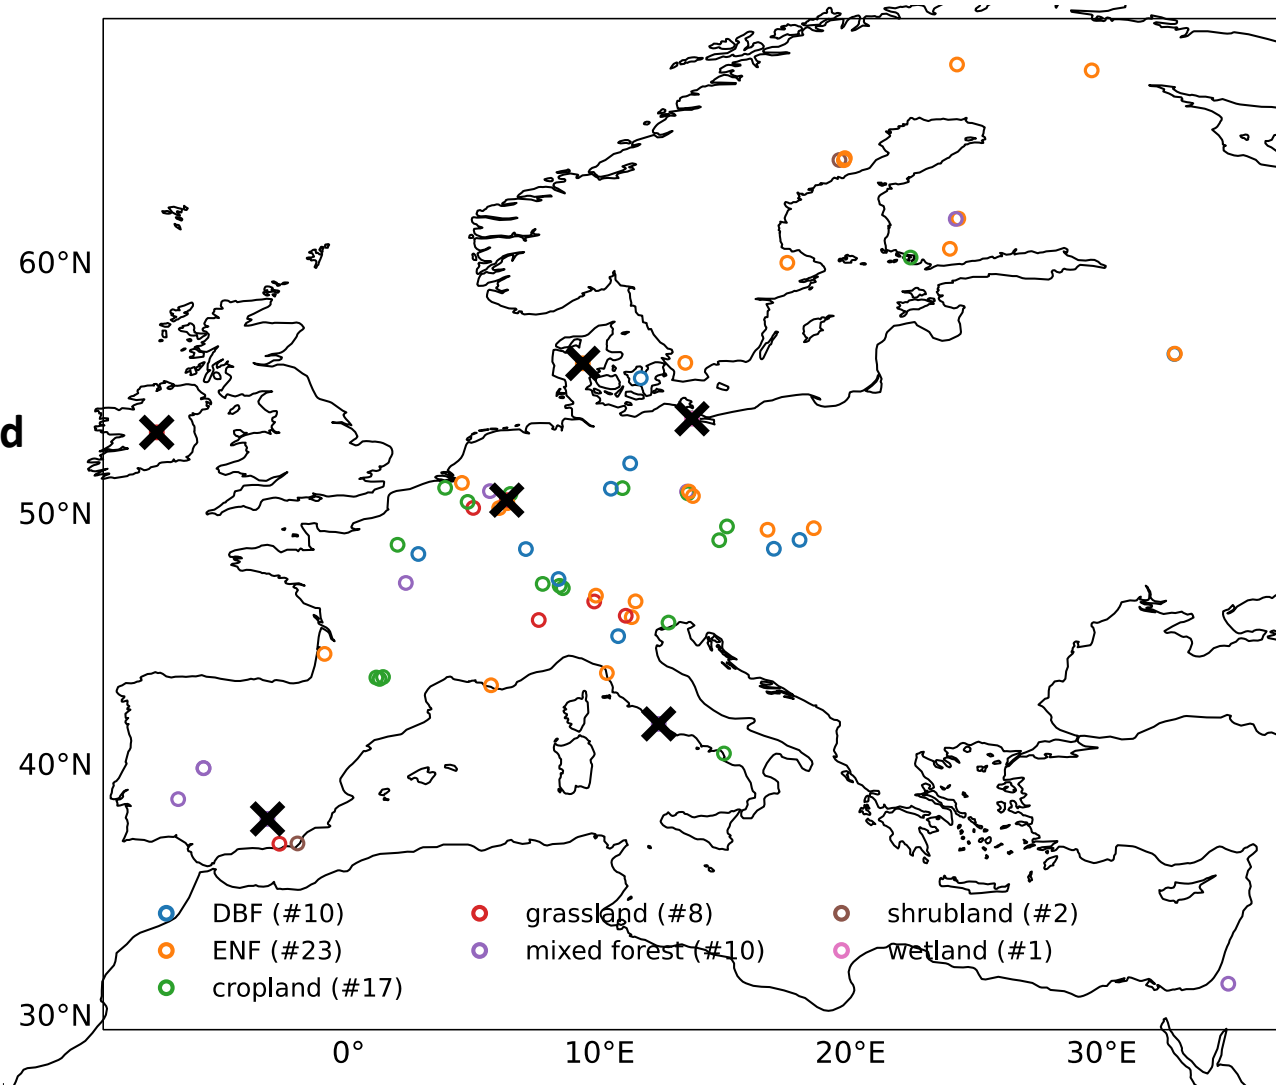 60°N
d
50°N
40°N
DBF (#10) grassland (#8) shrubland (#2)
ENF (#23) mixed forest (#10) wetland (#1)
cropland (#17)
30°N
0° 10°E 20°E 30°E